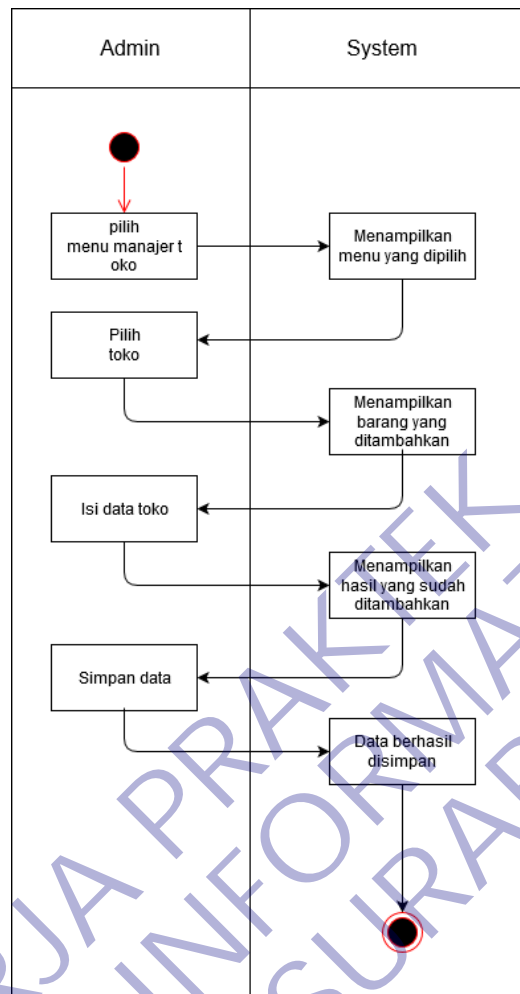 Admin
System
pilih
menu manajer t
oko
Menampilkan
menu yang dipilih
Pilih
toko
Menampilkan
barang yang
ditambahkan
Isi data toko
Menampilkan
hasil yang sudah
ditambahkan
Simpan data
Data berhasil
disimpan